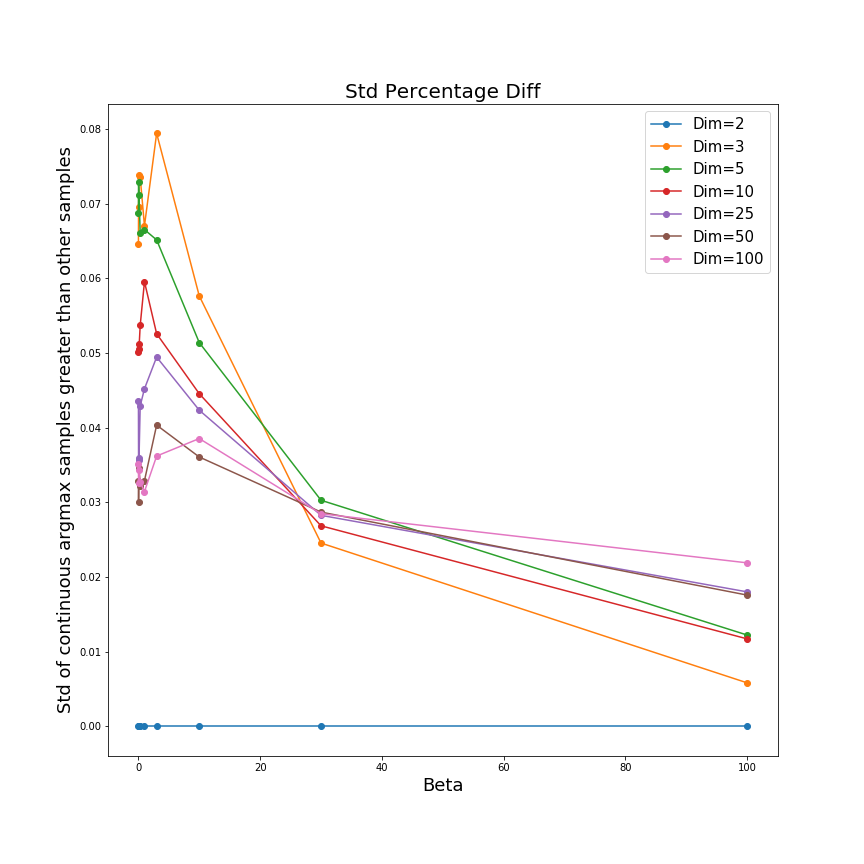 Std Percentage Diff
Std of continuous argmax samples greater than other samples
0.08
0.07
0.06
0.05
0.04
0.03
0.02
0.01
0.00
Dim=2
Dim=3
Dim=5
Dim=10
Dim=25
Dim=50
Dim=100
0 20 40 60 80 100
Beta